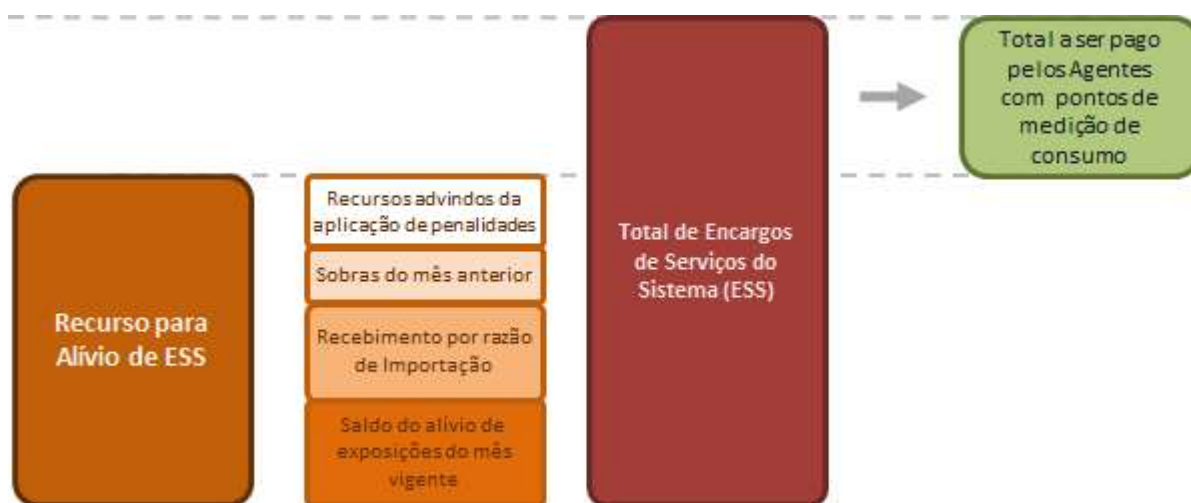 Recurso para
Alívio de ESS
Recursos advindos da
aplicação de penalidades
Sobras do mês anterior
Recebimento por razão
de Importação
Saldo do alívio de
exposições do mês
vigente
Total de Encargos
de Serviços do
Sistema (ESS)
Total a ser pago
pelos Agentes
com pontos de
medição de
consumo